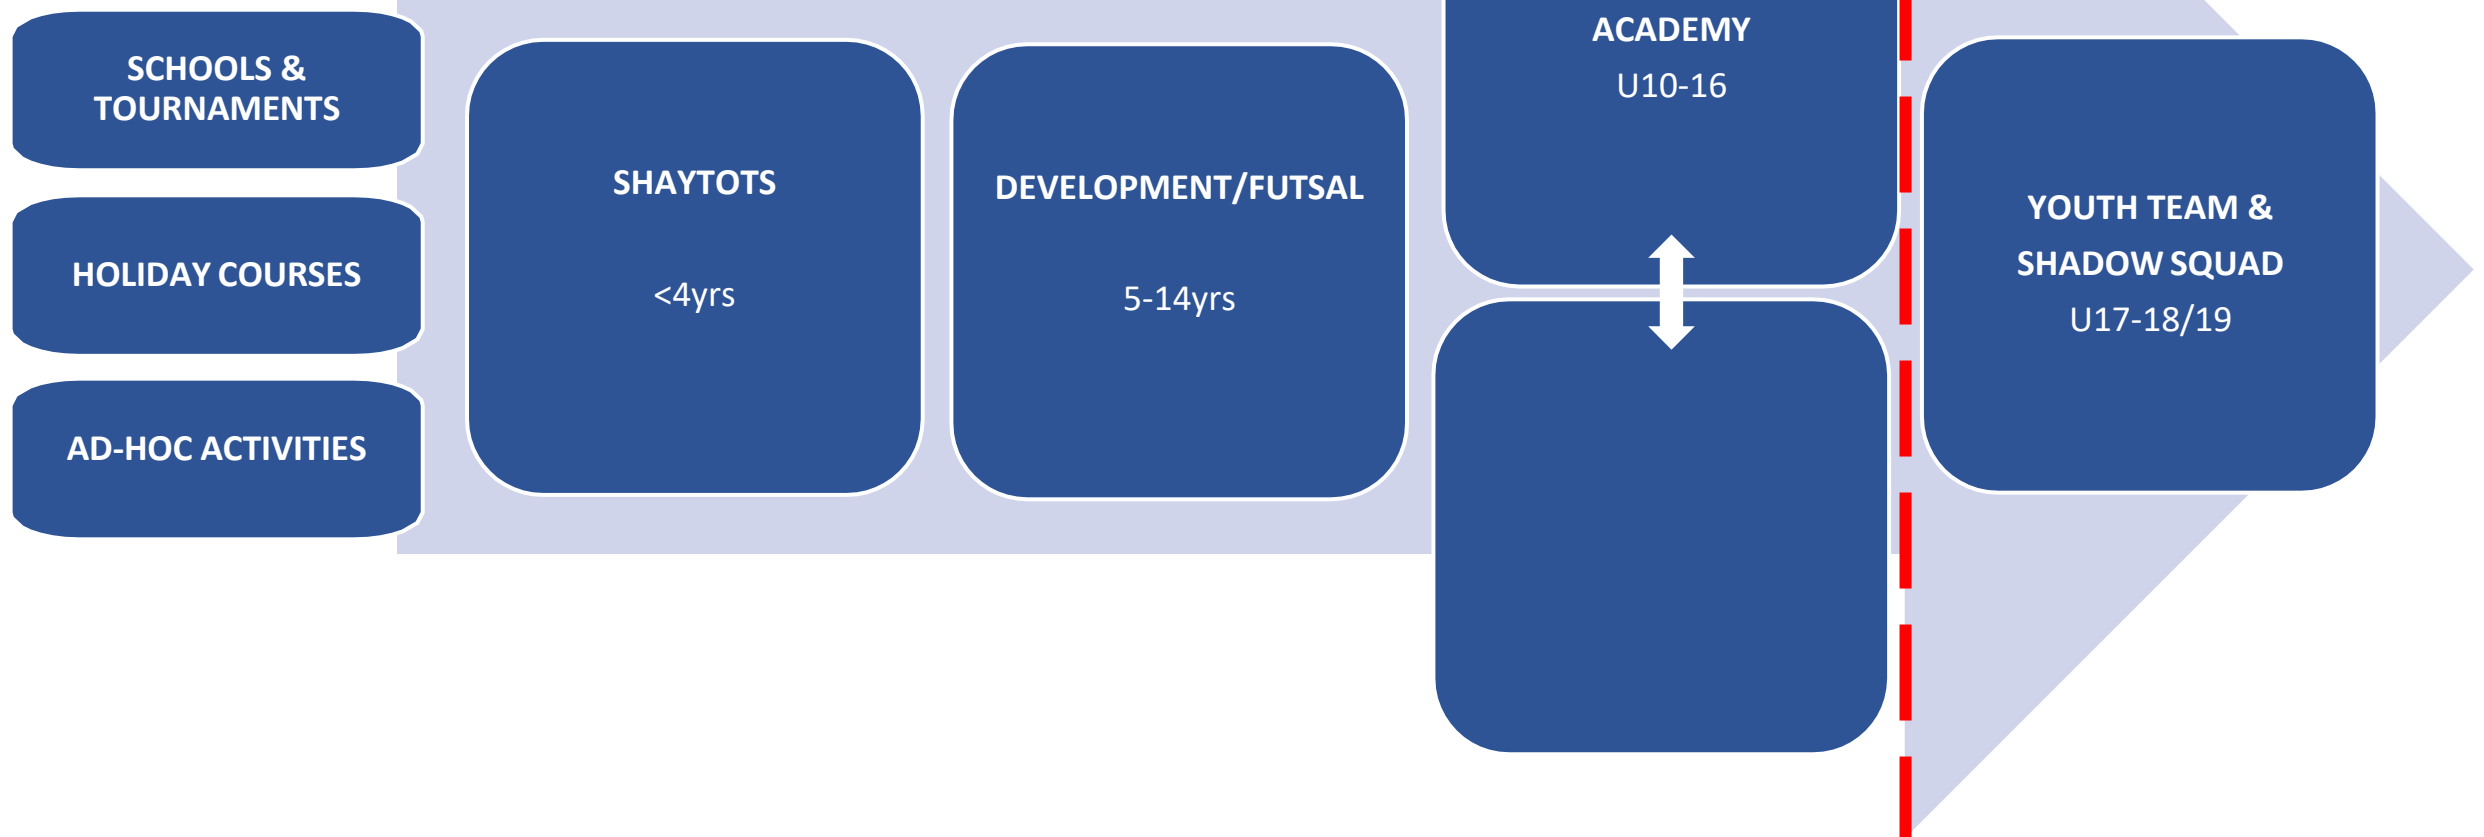 SCHOOLS &
TOURNAMENTS
HOLIDAY COURSES
AD-HOC ACTIVITIES
SHAYTOTS
<4yrs
DEVELOPMENT/FUTSAL
5-14yrs
ACADEMY
U10-16
YOUTH TEAM &
SHADOW SQUAD
U17-18/19